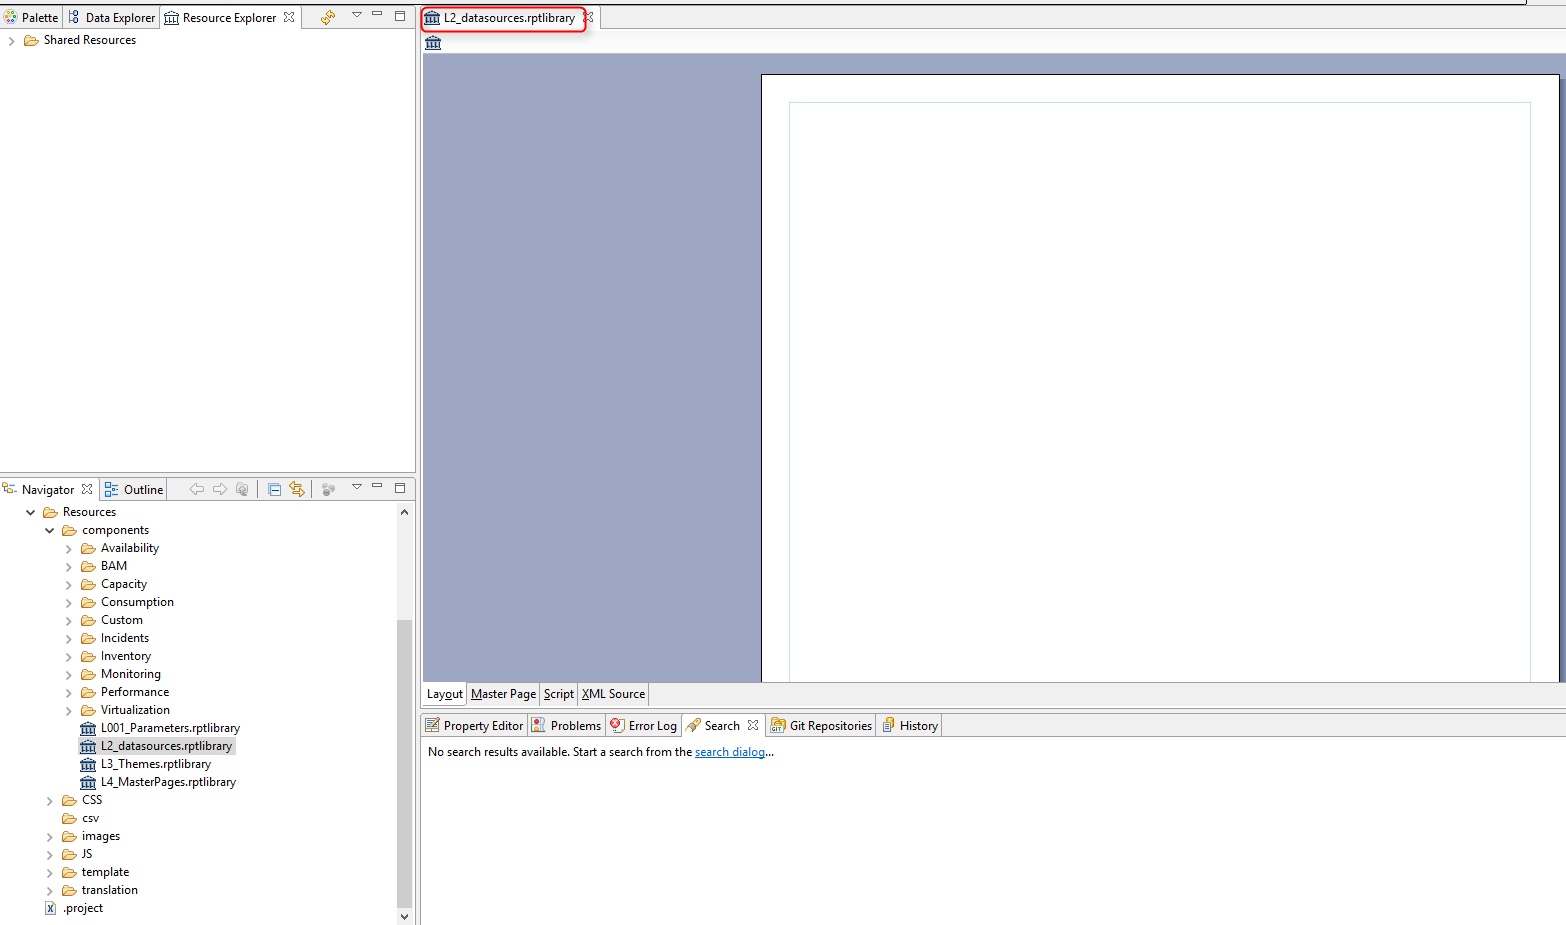 Palette Data Explorer Resource Explorer
Shared Resources
L2_datasources.rptlibrary
Navigator Outline
Resources
components
Availability
BAM
Capacity
Consumption
Custom
Incidents
Inventory
Monitoring
Performance
Virtualization
L001_Parameters.rptlibrary
L2_datasources.rptlibrary
L3_Themes.rptlibrary
L4_MasterPages.rptlibrary
CSS
csv
images
JS
template
translation
.project
Layout Master Page Script XML Source
Property Editor Problems Error Log Search Git Repositories History
No search results available. Start a search from the search dialog...